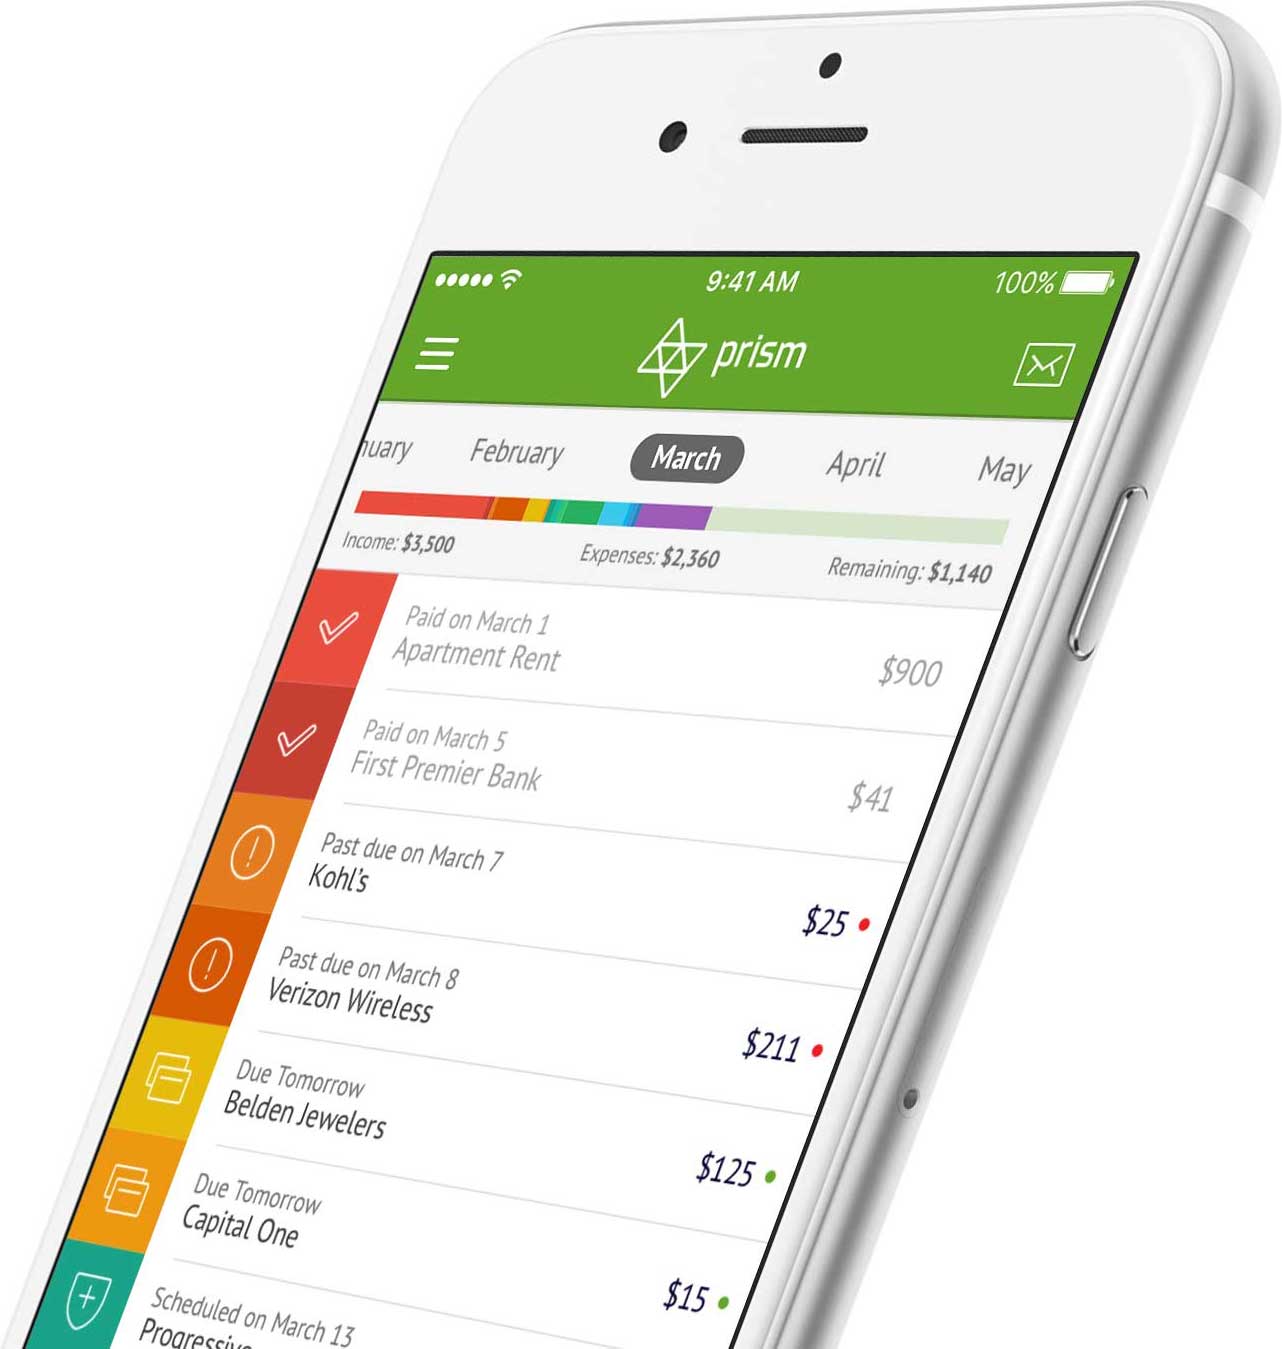 9:41 AM
100%
prism
nuary February March April May
Income: $3,500 Expenses: $2,360 Remaining: $1,140
Paid on March 1
Apartment Rent
$900
Paid on March 5
First Premier Bank
$41
Past due on March 7
Kohl's
$25
Past due on March 8
Verizon Wireless
$211
Due Tomorrow
Belden Jewelers
$125
Due Tomorrow
Capital One
$15
Scheduled on March 13
Progressive